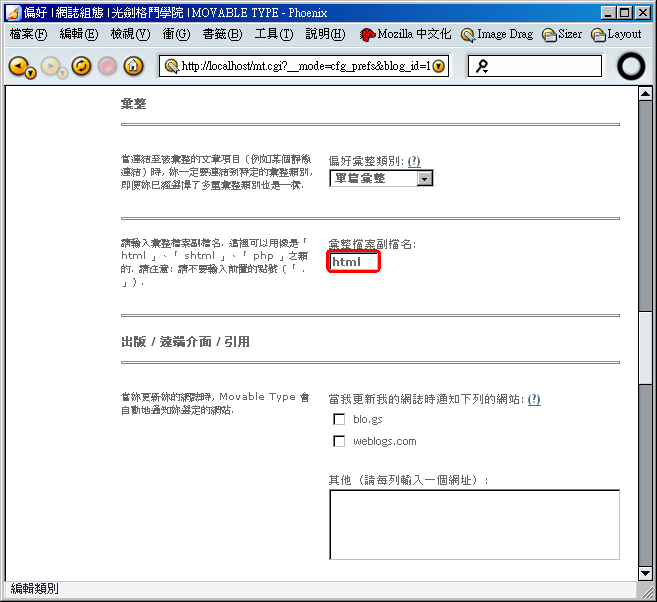 偏好 | 網誌組態 | 光劍格鬥學院 | MOVABLE TYPE - Phoenix
檔案(F) 編輯(E) 檢視(V) 衝(G) 書籤(B) 工具(T) 說明(H) Mozilla 中文化 Image Drag Sizer Layout
http://localhost/mt.cgi?__mode=cfg_prefs&blog_id=1
彙整
當連結至被彙整的文章項目（例如某個靜態
連結）時, 妳一定要連結到特定的彙整類別,
即便妳已經選擇了多重彙整類別也是一樣.
偏好彙整類別: (?)
單篇彙整
請輸入彙整檔案副檔名. 這裡可以用像是「
html 」、「 shtml 」、「 php 」之類
的. 請注意: 請不要輸入前置的點號（「 .
」）.
彙整檔案副檔名:
html
出版 / 遠端介面 / 引用
當妳更新妳的網誌時, Movable Type 會
自動地通知妳選定的網站.
當我更新我的網誌時通知下列的網站: (?)
blo.gs
weblogs.com
其他（請每列輸入一個網址）:
編輯類別